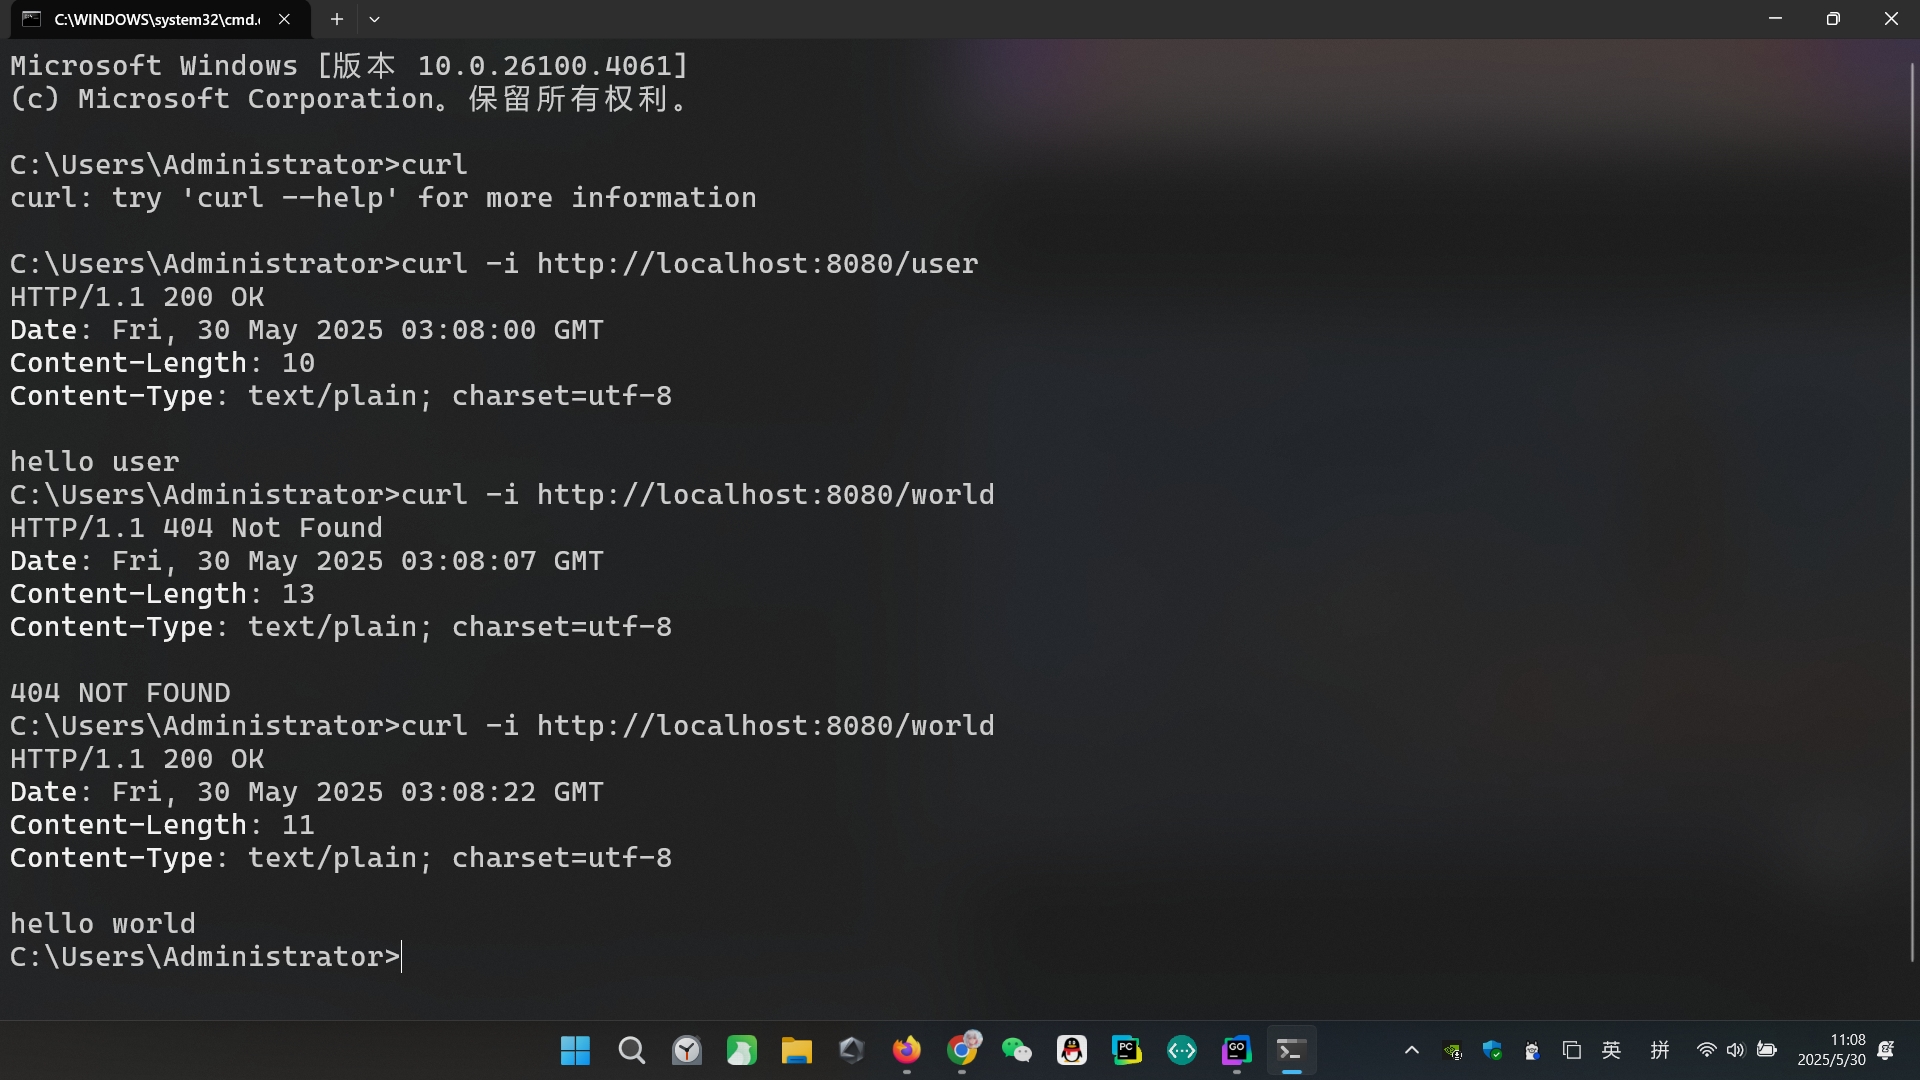 C:\WINDOWS\system32\cmd.
Microsoft Windows [版本 10.0.26100.4061]
(c) Microsoft Corporation。保留所有权利。
C:\Users\Administrator>curl
curl: try 'curl --help' for more information
C:\Users\Administrator>curl -i http://localhost:8080/user
HTTP/1.1 200 OK
Date: Fri, 30 May 2025 03:08:00 GMT
Content-Length: 10
Content-Type: text/plain; charset=utf-8
hello user
C:\Users\Administrator>curl -i http://localhost:8080/world
HTTP/1.1 404 Not Found
Date: Fri, 30 May 2025 03:08:07 GMT
Content-Length: 13
Content-Type: text/plain; charset=utf-8
404 NOT FOUND
C:\Users\Administrator>curl -i http://localhost:8080/world
HTTP/1.1 200 OK
Date: Fri, 30 May 2025 03:08:22 GMT
Content-Length: 11
Content-Type: text/plain; charset=utf-8
hello world
C:\Users\Administrator>
PC
GO
英
拼
11:08
2025/5/30